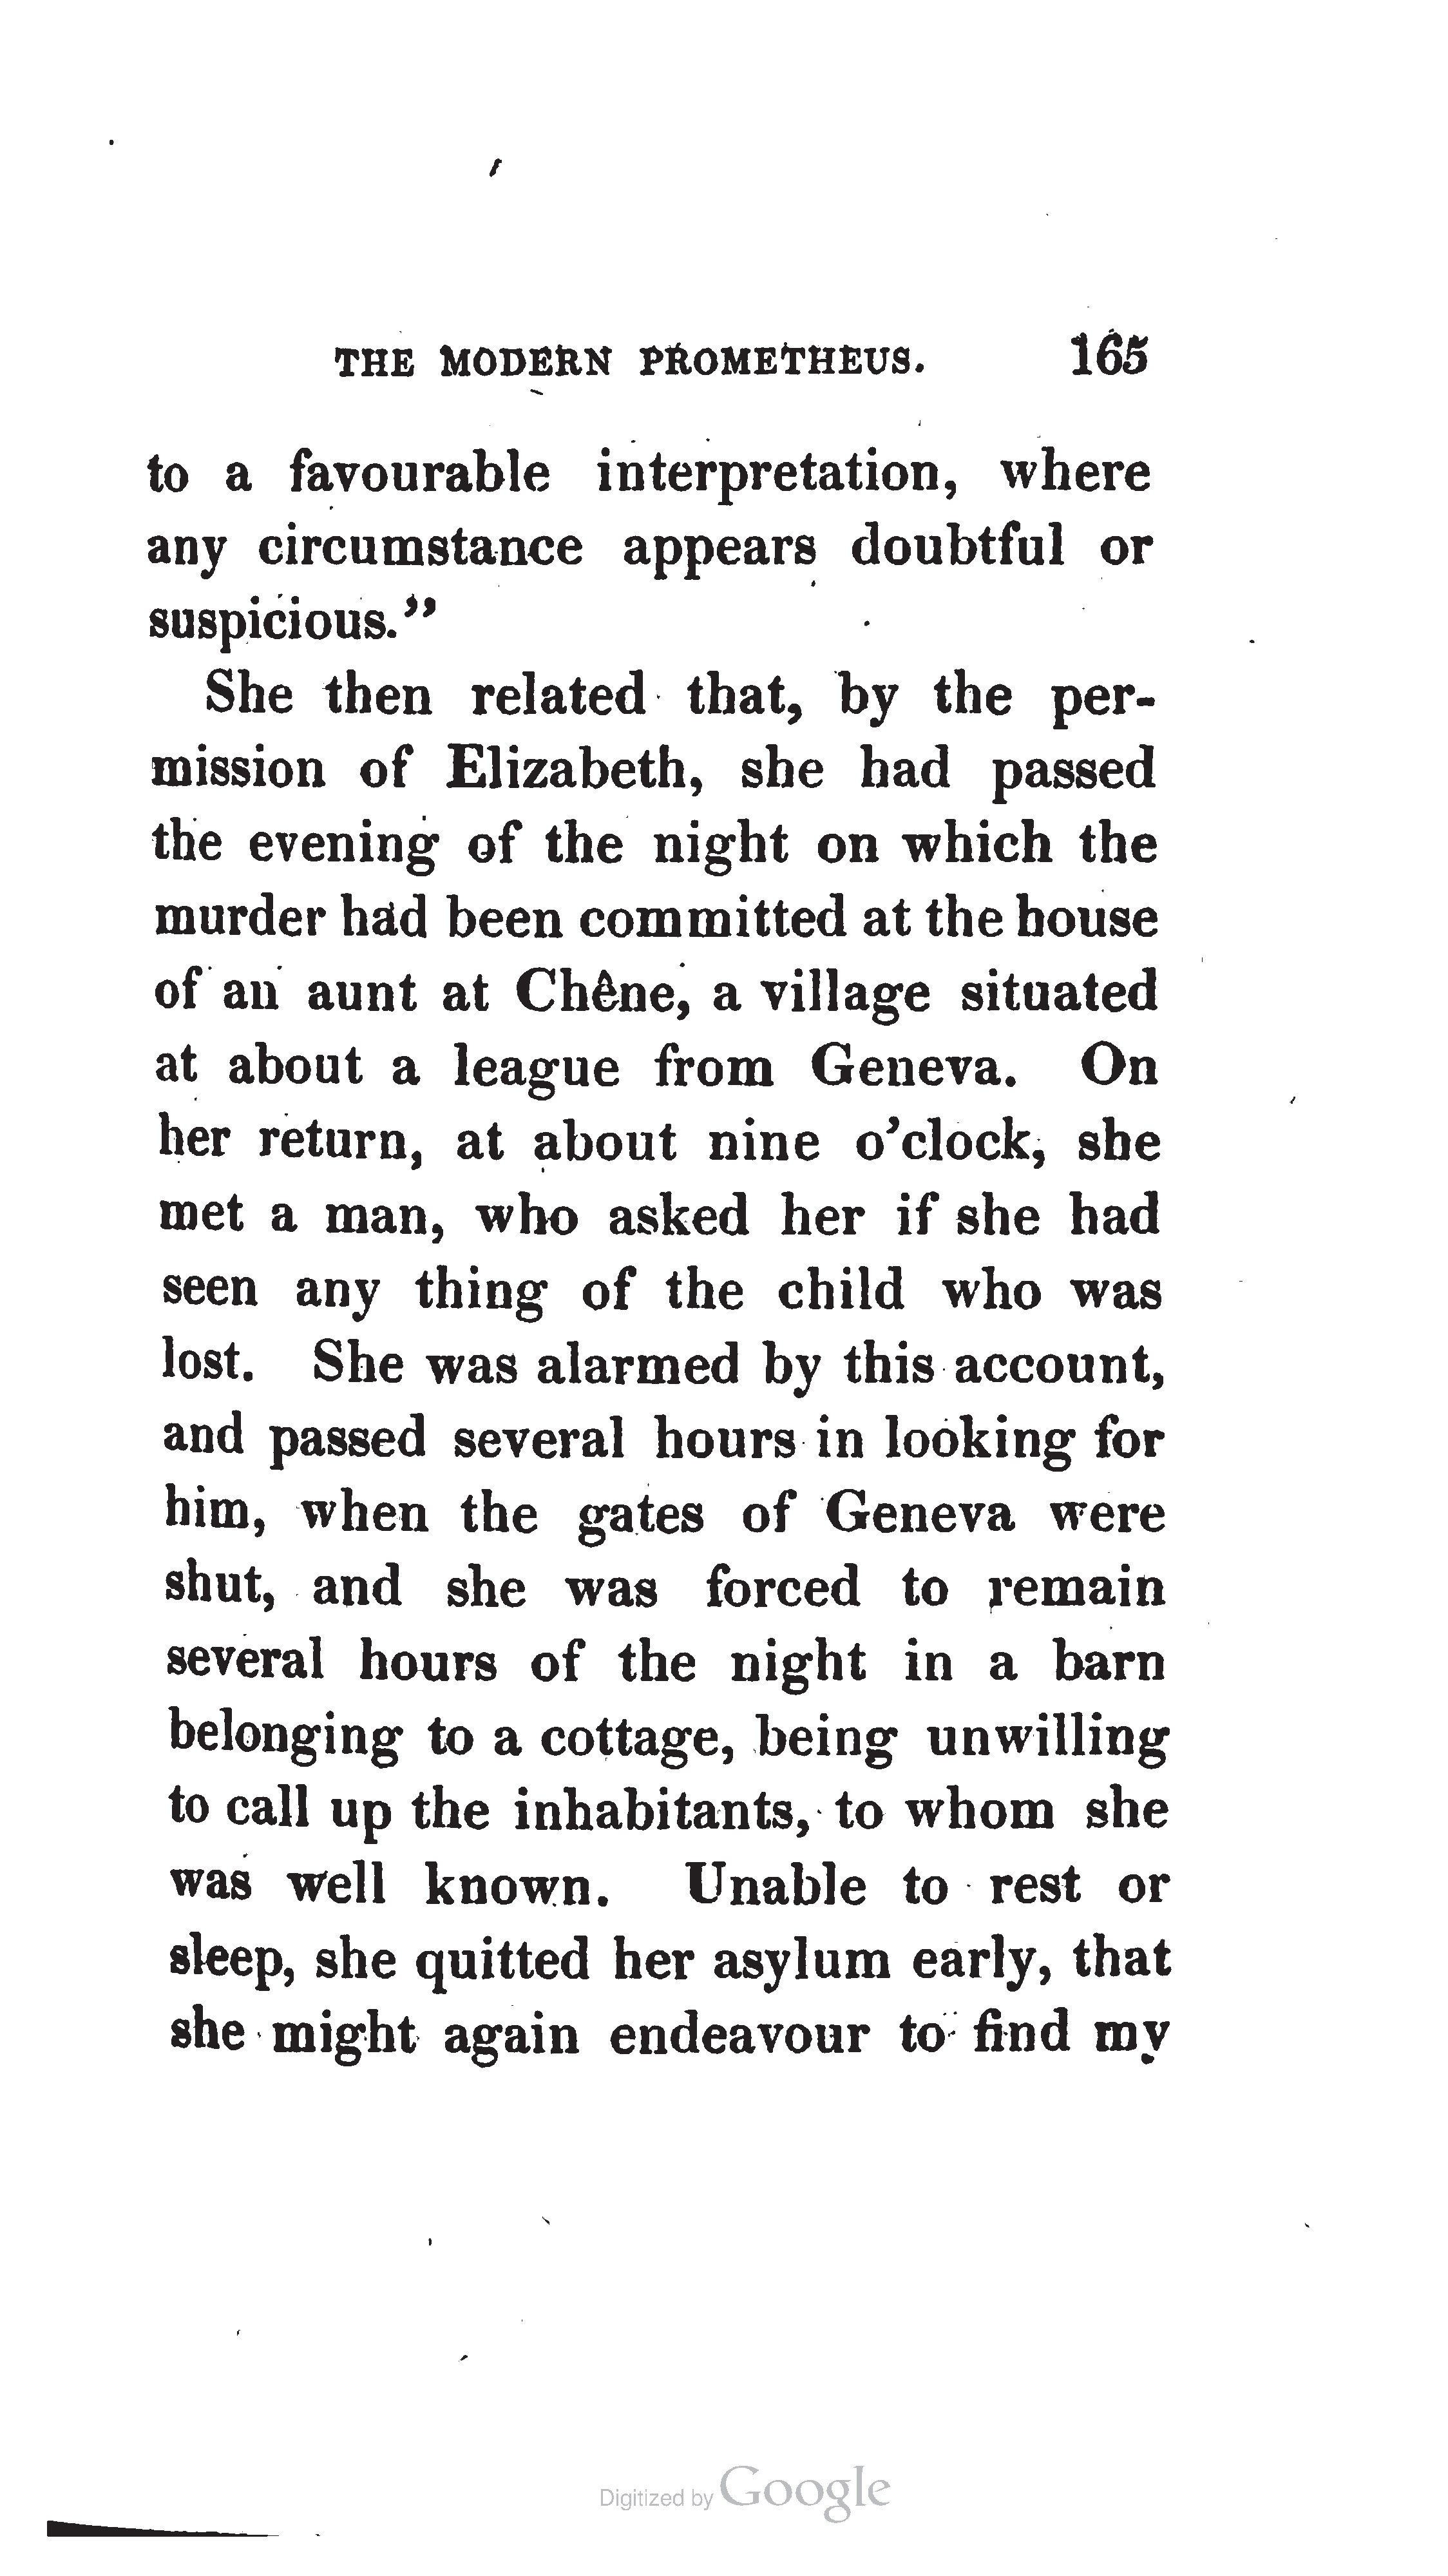 THE MODERN PROMETHEUS. 165
to a favourable interpretation, where
any circumstance appears doubtful or
suspicious.”
She then related that, by the per-
mission of Elizabeth, she had passed
the evening of the night on which the
murder had been committed at the house
of an aunt at Chêne, a village situated
at about a league from Geneva. On
her return, at about nine o’clock, she
met a man, who asked her if she had
seen any thing of the child who was
lost. She was alarmed by this account,
and passed several hours in looking for
him, when the gates of Geneva were
shut, and she was forced to remain
several hours of the night in a barn
belonging to a cottage, being unwilling
to call up the inhabitants, to whom she
was well known. Unable to rest or
sleep, she quitted her asylum early, that
she might again endeavour to find my
Digitized by Google